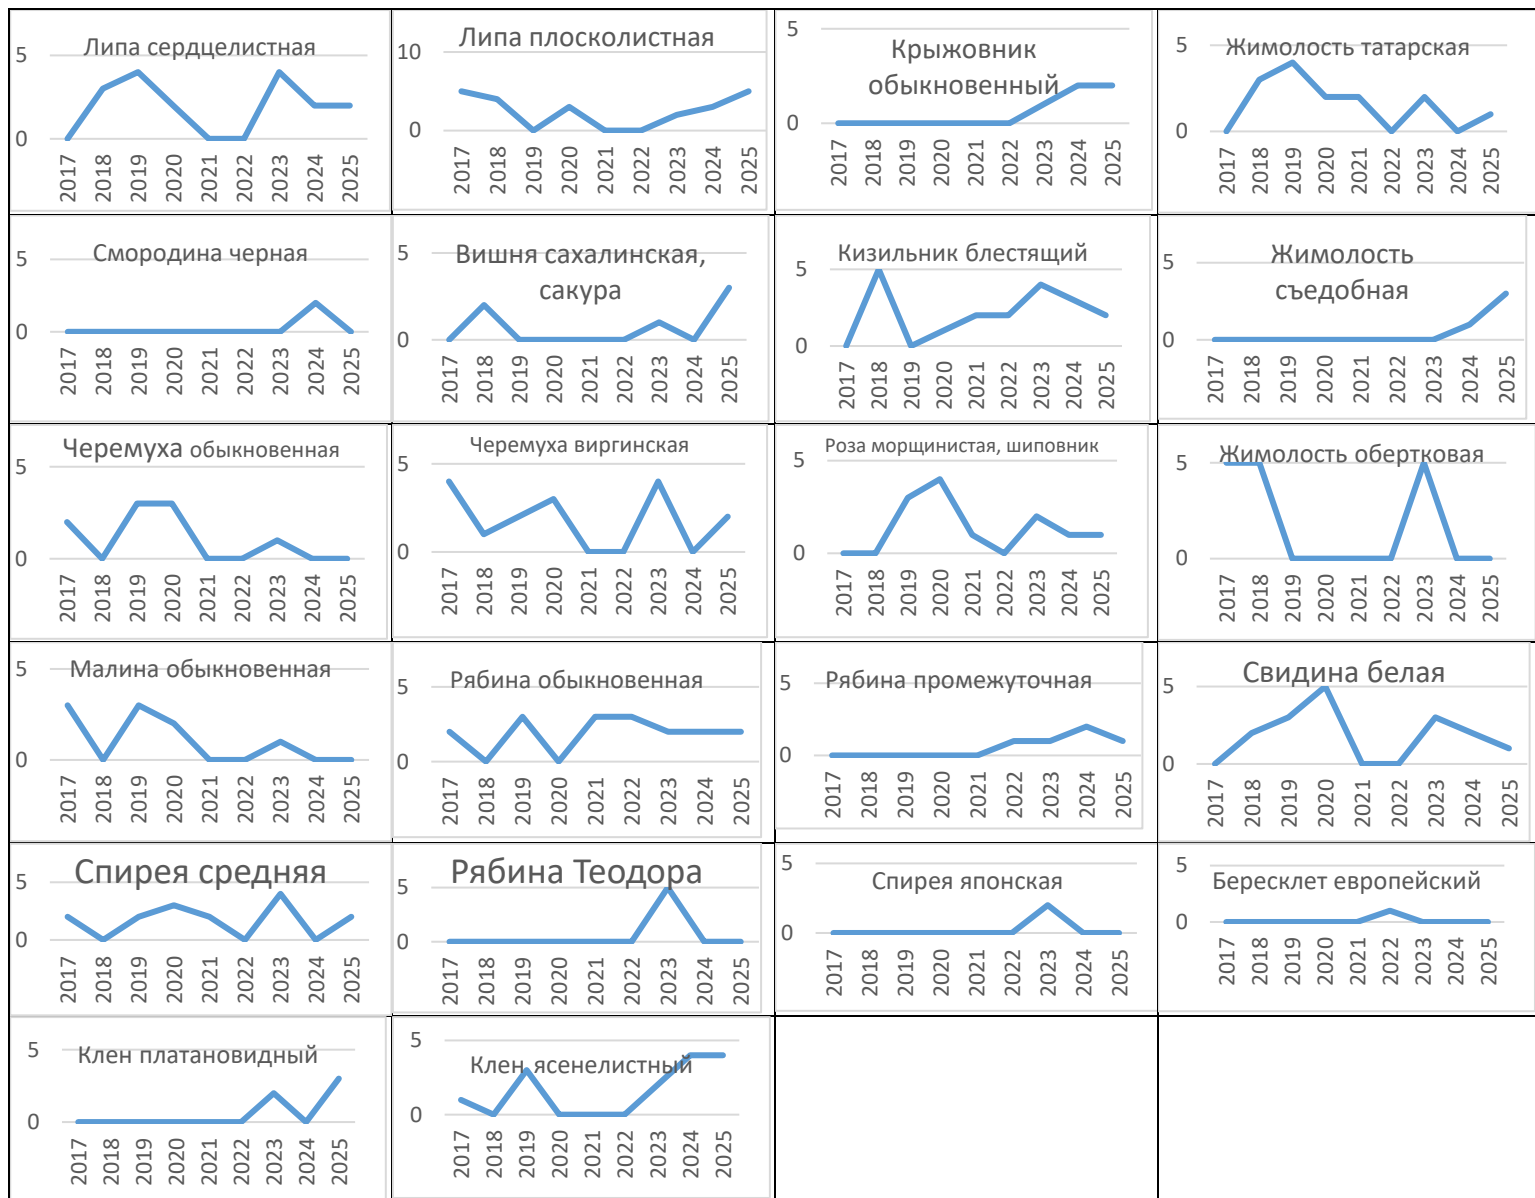 Липа сердцелистная
5
0
2017 2018 2019 2020 2021 2022 2023 2024 2025
Липа плосколистная
10
0
2017 2018 2019 2020 2021 2022 2023 2024 2025
Крыжовник
обыкновенный
5
0
2017 2018 2019 2020 2021 2022 2023 2024 2025
Жимолость татарская
5
0
2017 2018 2019 2020 2021 2022 2023 2024 2025
Смородина черная
5
0
2017 2018 2019 2020 2021 2022 2023 2024 2025
Вишня сахалинская,
сакура
5
0
2017 2018 2019 2020 2021 2022 2023 2024 2025
Кизильник блестящий
5
0
2017 2018 2019 2020 2021 2022 2023 2024 2025
Жимолость
съедобная
5
0
2017 2018 2019 2020 2021 2022 2023 2024 2025
Черемуха обыкновенная
5
0
2017 2018 2019 2020 2021 2022 2023 2024 2025
Черемуха виргинская
5
0
2017 2018 2019 2020 2021 2022 2023 2024 2025
Роза морщинистая, шиповник
5
0
2017 2018 2019 2020 2021 2022 2023 2024 2025
Жимолость обертковая
5
0
2017 2018 2019 2020 2021 2022 2023 2024 2025
Малина обыкновенная
5
0
2017 2018 2019 2020 2021 2022 2023 2024 2025
Рябина обыкновенная
5
0
2017 2018 2019 2020 2021 2022 2023 2024 2025
Рябина промежуточная
5
0
2017 2018 2019 2020 2021 2022 2023 2024 2025
Свидина белая
5
0
2017 2018 2019 2020 2021 2022 2023 2024 2025
Спирея средняя
5
0
2017 2018 2019 2020 2021 2022 2023 2024 2025
Рябина Теодора
5
0
2017 2018 2019 2020 2021 2022 2023 2024 2025
Спирея японская
5
0
2017 2018 2019 2020 2021 2022 2023 2024 2025
Бересклет европейский
5
0
2017 2018 2019 2020 2021 2022 2023 2024 2025
Клен платановидный
5
0
2017 2018 2019 2020 2021 2022 2023 2024 2025
Клен ясенелистный
5
0
2017 2018 2019 2020 2021 2022 2023 2024 2025